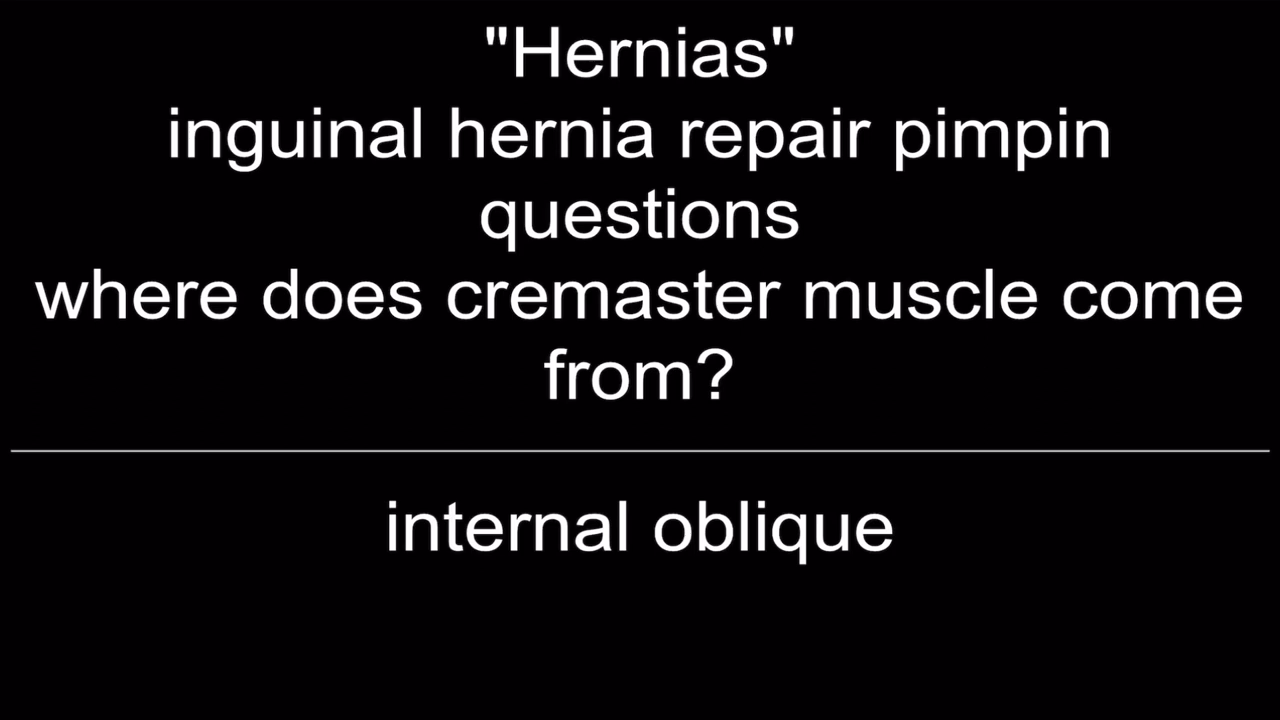 "Hernias"
inguinal hernia repair pimpin
questions
where does cremaster muscle come
from?
internal oblique